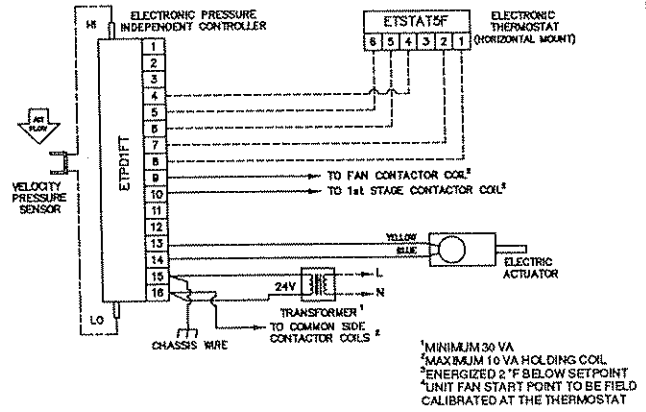 ELECTRONIC PRESSURE
INDEPENDENT CONTROLLER
HI
ETSTAT5F
6 5 4 3 2 1
ELECTRONIC
THERMOSTAT
(HORIZONTAL MOUNT)
1
2
3
4
5
6
7
8
9
10
11
12
13
14
15
16
AIR
FLOW
VELOCITY
PRESSURE
SENSOR
ETPD1FT
TO FAN CONTACTOR COIL²
TO 1st STAGE CONTACTOR COIL²
YELLOW
BLUE
ELECTRIC
ACTUATOR
L
24V
N
TRANSFORMER ¹
LO
TO COMMON SIDE
CONTACTOR COILS ²
CHASSIS WIRE
¹MINIMUM 30 VA
²MAXIMUM 10 VA HOLDING COIL
³ENERGIZED 2 °F BELOW SETPOINT
⁴UNIT FAN START POINT TO BE FIELD
CALIBRATED AT THE THERMOSTAT